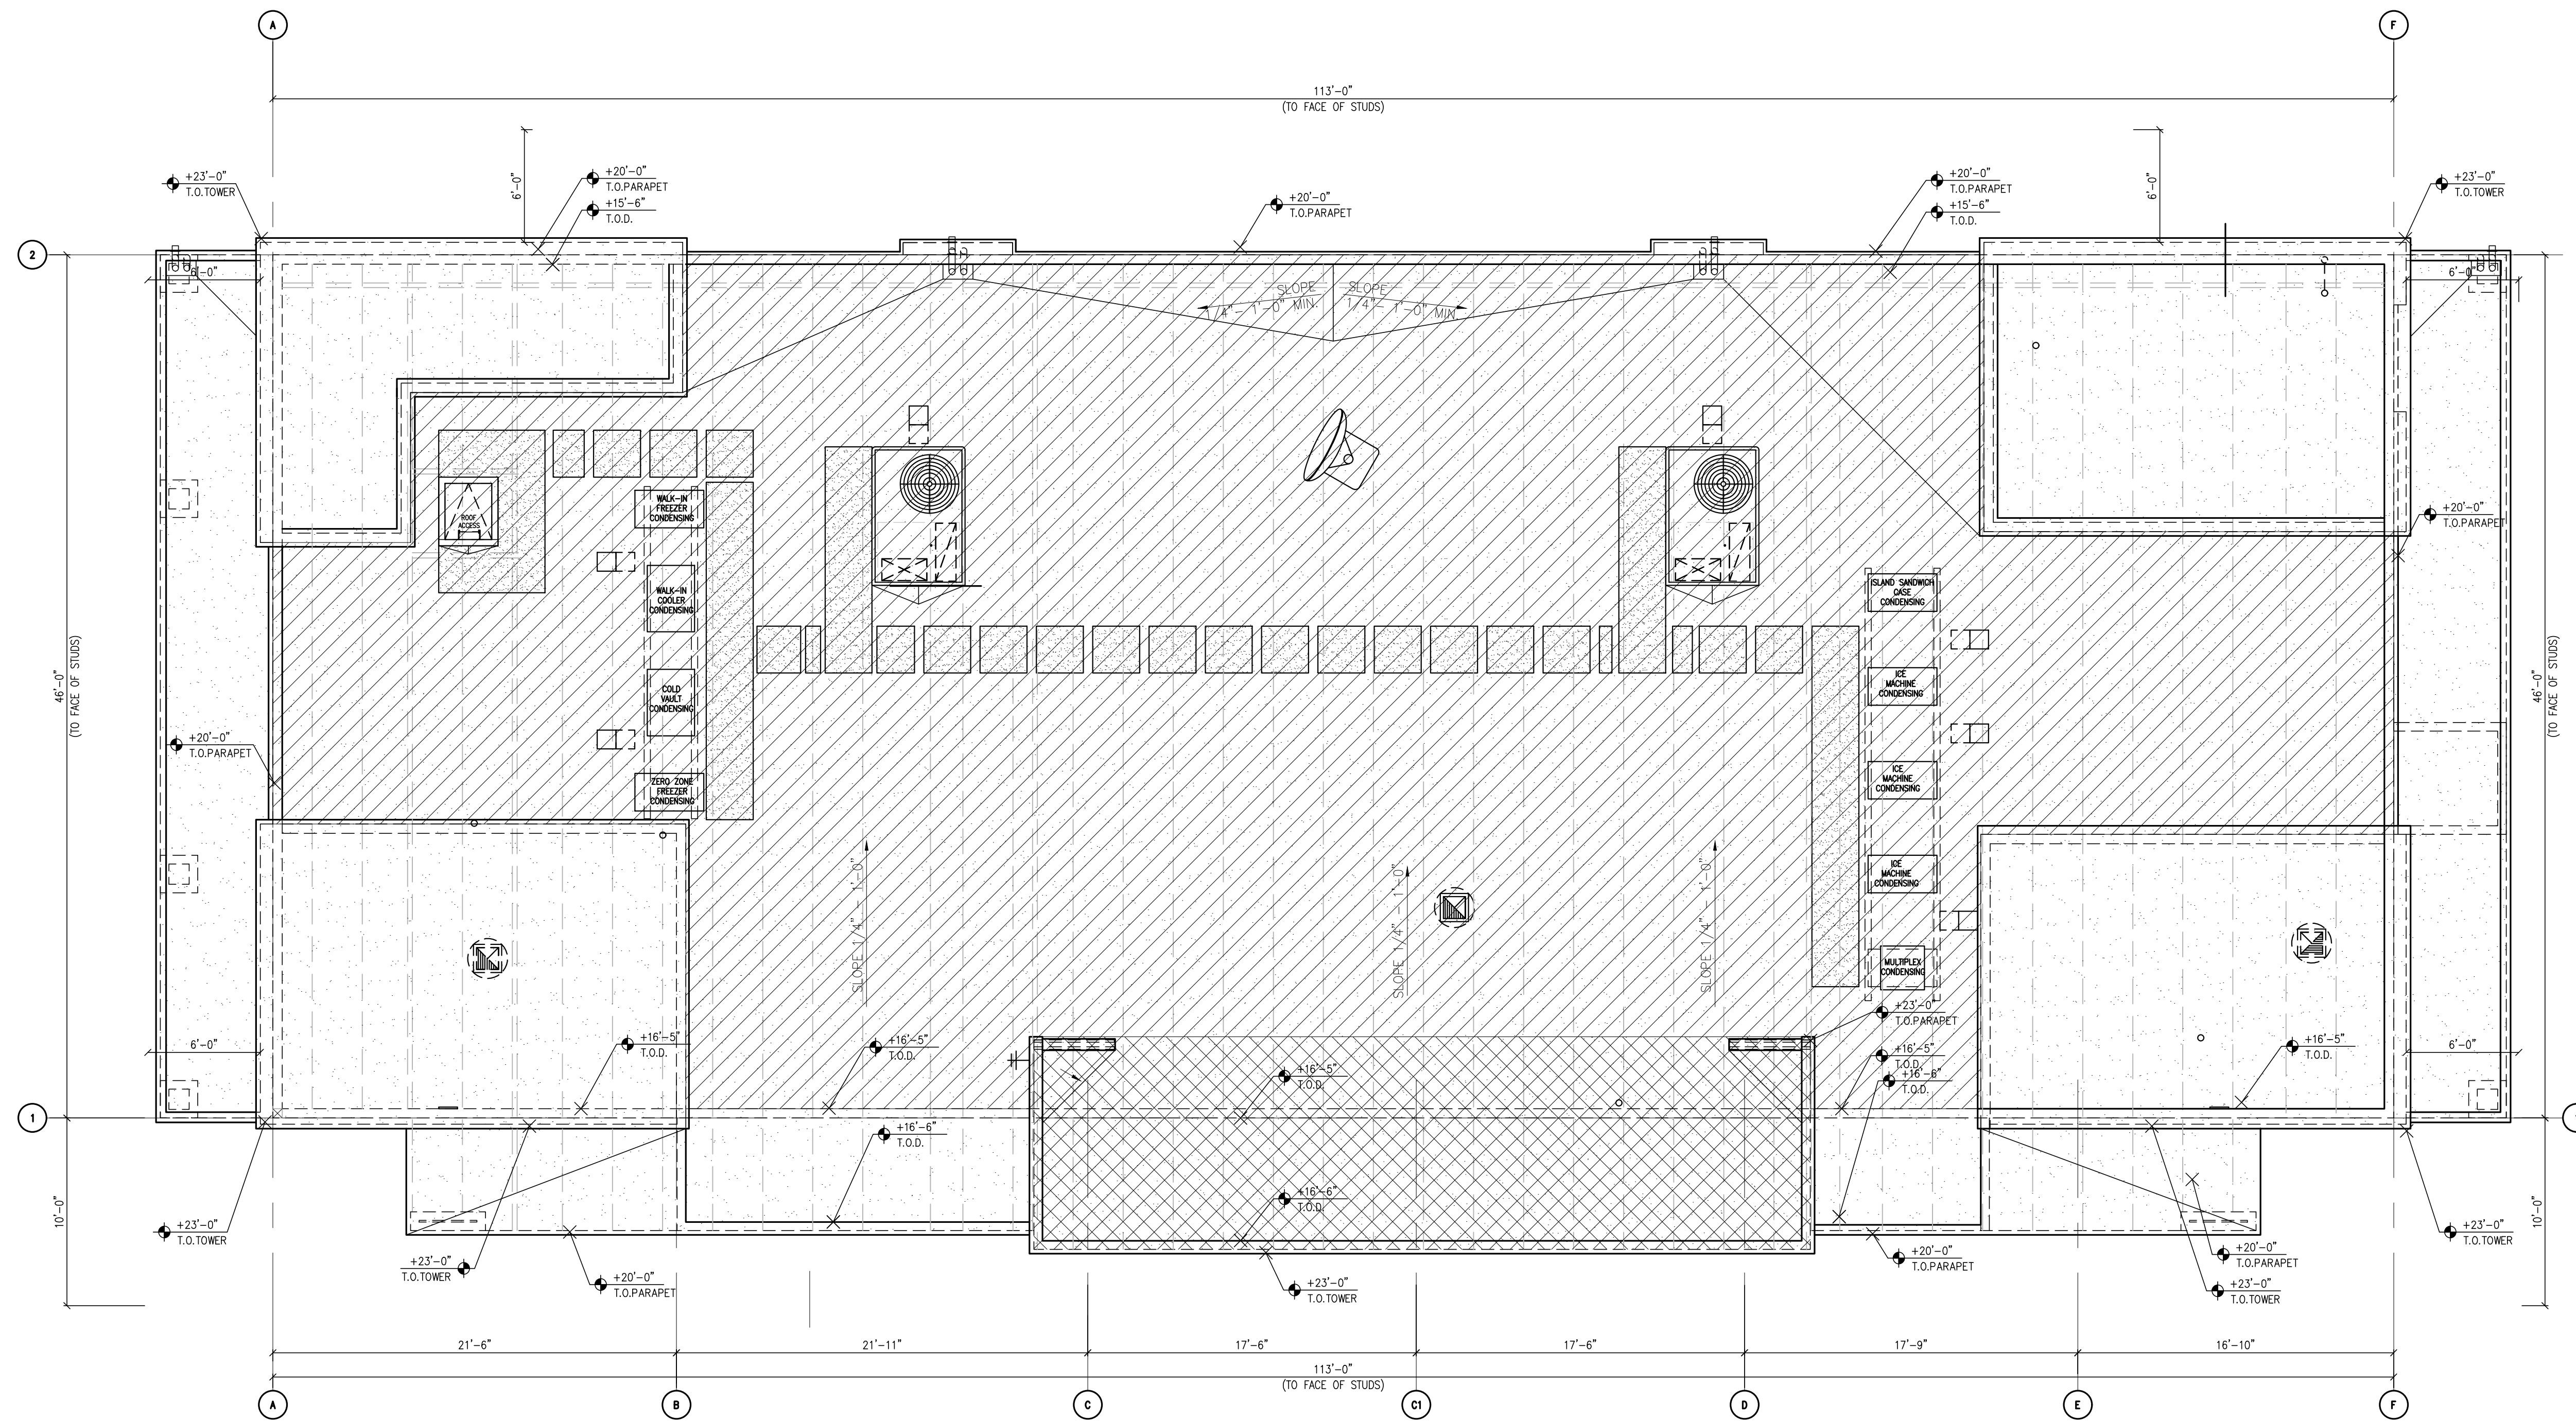 A
F
113'-0"
(TO FACE OF STUDS)
+23'-0"
T.O.TOWER
6'-0"
+20'-0"
T.O.PARAPET
+15'-6"
T.O.D.
+20'-0"
T.O.PARAPET
+20'-0"
T.O.PARAPET
+15'-6"
T.O.D.
6'-0"
+23'-0"
T.O.TOWER
2
6'-0"
SLOPE
1/4"- 1'-0" MIN.
SLOPE
1/4"- 1'-0" MIN.
6'-0"
ROOF
ACCESS
WALK-IN
FREEZER
CONDENSING
+20'-0"
T.O.PARAPET
WALK-IN
COOLER
CONDENSING
ISLAND SANDWICH
CASE
CONDENSING
46'-0"
(TO FACE OF STUDS)
COLD
VAULT
CONDENSING
ICE
MACHINE
CONDENSING
46'-0"
(TO FACE OF STUDS)
+20'-0"
T.O.PARAPET
ZERO ZONE
FREEZER
CONDENSING
ICE
MACHINE
CONDENSING
SLOPE 1/4" - 1'-0"
SLOPE 1/4" - 1'-0"
SLOPE 1/4" - 1'-0"
ICE
MACHINE
CONDENSING
MULTIPLEX
CONDENSING
+23'-0"
T.O.PARAPET
6'-0"
+16'-5"
T.O.D.
+16'-5"
T.O.D.
+16'-5"
T.O.D.
+16'-5"
T.O.D.
+16'-6"
T.O.D.
+16'-5"
T.O.D.
6'-0"
1
+16'-6"
T.O.D.
+16'-6"
T.O.D.
10'-0"
+23'-0"
T.O.TOWER
+23'-0"
T.O.TOWER
+20'-0"
T.O.PARAPET
+23'-0"
T.O.TOWER
+20'-0"
T.O.PARAPET
+20'-0"
T.O.PARAPET
+23'-0"
T.O.TOWER
+23'-0"
T.O.TOWER
10'-0"
21'-6"
21'-11"
17'-6"
17'-6"
17'-9"
16'-10"
113'-0"
(TO FACE OF STUDS)
A
B
C
C1
D
E
F